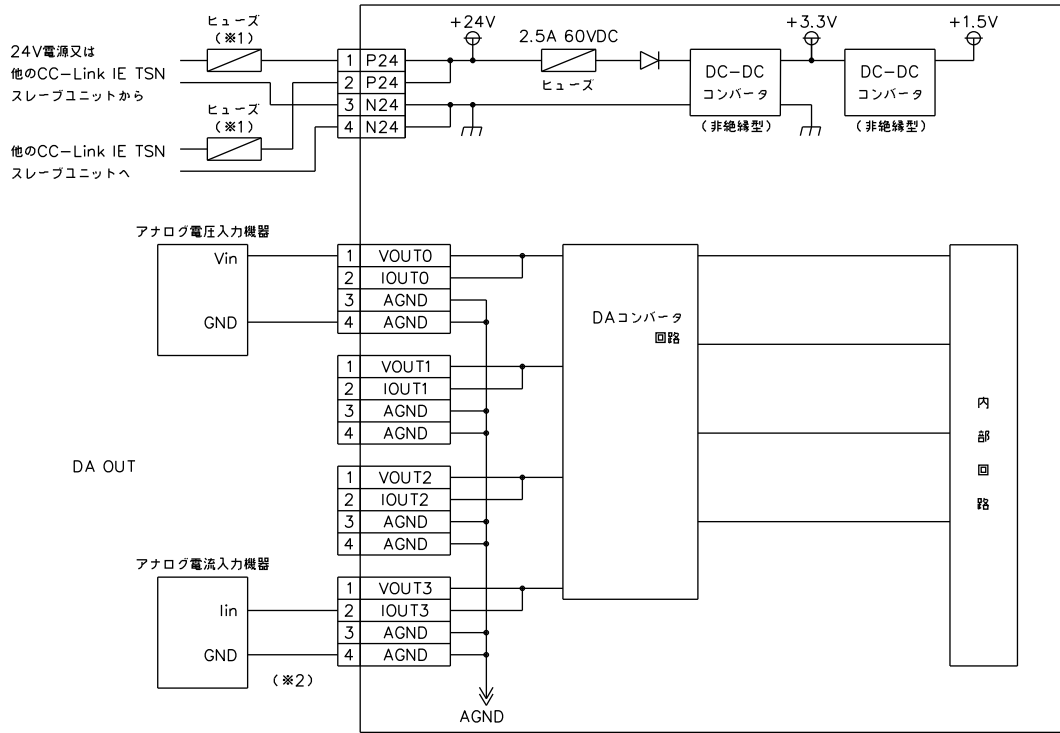 ヒューズ
(※1)
24V電源又は
他のCC-Link IE TSN
スレーブユニットから
ヒューズ
(※1)
他のCC-Link IE TSN
スレーブユニットへ
1 P24
2 P24
3 N24
4 N24
+24V
2.5A 60VDC
ヒューズ
DC-DC
コンバータ
(非絶縁型)
+3.3V
DC-DC
コンバータ
(非絶縁型)
+1.5V
アナログ電圧入力機器
Vin
GND
1 VOUT0
2 IOUT0
3 AGND
4 AGND
1 VOUT1
2 IOUT1
3 AGND
4 AGND
DA OUT
1 VOUT2
2 IOUT2
3 AGND
4 AGND
アナログ電流入力機器
Iin
GND
(※2)
1 VOUT3
2 IOUT3
3 AGND
4 AGND
AGND
DAコンバータ
回路
内
部
回
路